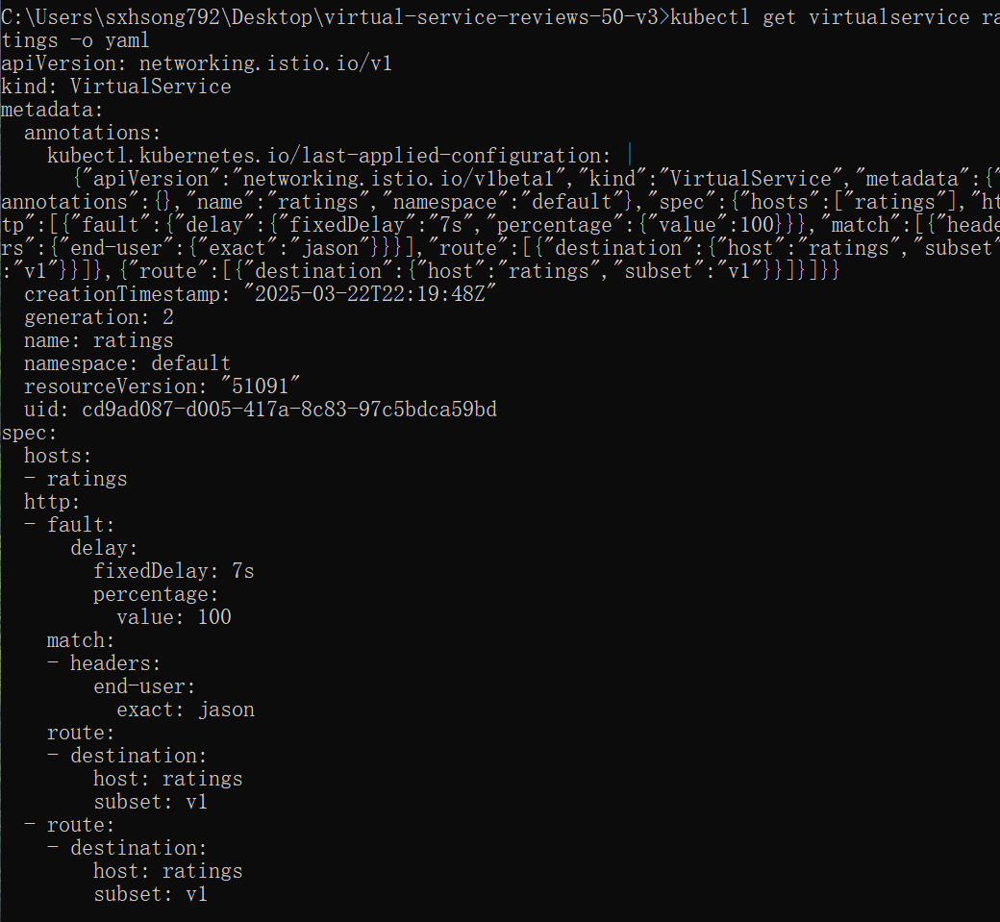 C:\Users\sxhsong792\Desktop\virtual-service-reviews-50-v3>kubectl get virtualservice ra
tings -o yaml
apiVersion: networking.istio.io/v1
kind: VirtualService
metadata:
  annotations:
    kubectl.kubernetes.io/last-applied-configuration: |
      {"apiVersion":"networking.istio.io/v1beta1","kind":"VirtualService","metadata":{"
annotations":{},"name":"ratings","namespace":"default"},"spec":{"hosts":["ratings"],"ht
tp":[{"fault":{"delay":{"fixedDelay":"7s","percentage":{"value":100}}},"match":[{"heade
rs":{"end-user":{"exact":"jason"}}}],"route":[{"destination":{"host":"ratings","subset"
:"v1"}}]},{"route":[{"destination":{"host":"ratings","subset":"v1"}}]}]}}
  creationTimestamp: "2025-03-22T22:19:48Z"
  generation: 2
  name: ratings
  namespace: default
  resourceVersion: "51091"
  uid: cd9ad087-d005-417a-8c83-97c5bdca59bd
spec:
  hosts:
  - ratings
  http:
  - fault:
      delay:
        fixedDelay: 7s
        percentage:
          value: 100
    match:
    - headers:
        end-user:
          exact: jason
    route:
    - destination:
        host: ratings
        subset: v1
  - route:
    - destination:
        host: ratings
        subset: v1